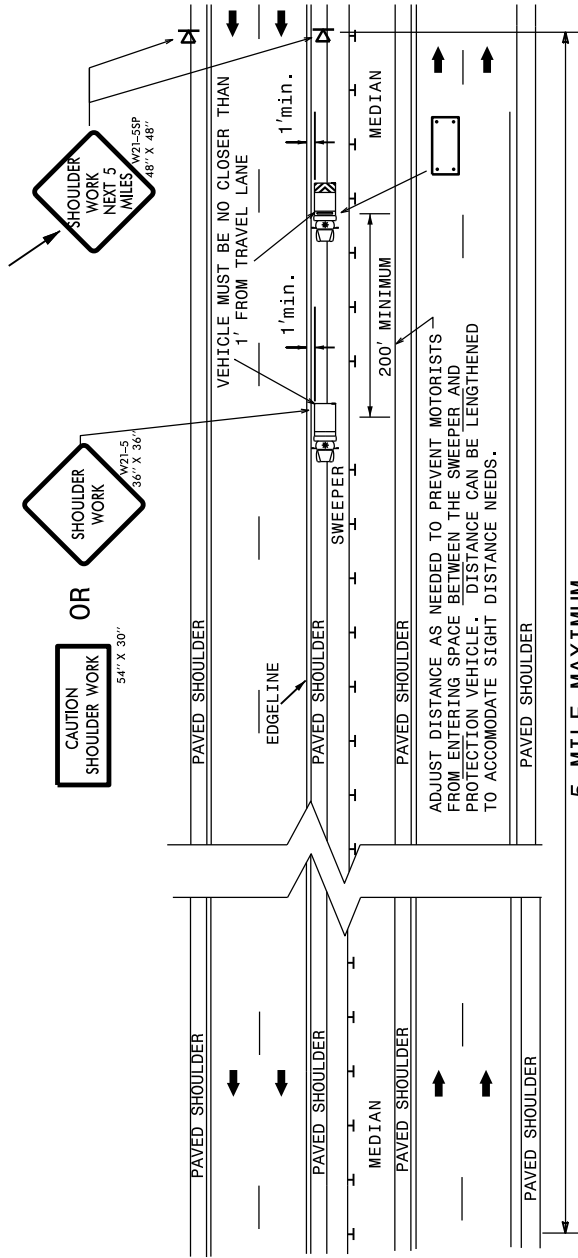 SHOULDER
WORK
NEXT 5
MILES
W21-5SP
48'' X 48''
SHOULDER
WORK
W21-5
36'' X 36''
OR
CAUTION
SHOULDER WORK
54'' X 30''
PAVED SHOULDER
PAVED SHOULDER
VEHICLE MUST BE NO CLOSER THAN
1' FROM TRAVEL LANE
1'min.
1'min.
EDGELINE
PAVED SHOULDER
PAVED SHOULDER
SWEEPER
MEDIAN
MEDIAN
200' MINIMUM
PAVED SHOULDER
PAVED SHOULDER
ADJUST DISTANCE AS NEEDED TO PREVENT MOTORISTS
FROM ENTERING SPACE BETWEEN THE SWEEPER AND
PROTECTION VEHICLE. DISTANCE CAN BE LENGTHENED
TO ACCOMODATE SIGHT DISTANCE NEEDS.
PAVED SHOULDER
PAVED SHOULDER
5 MILE MAXIMUM